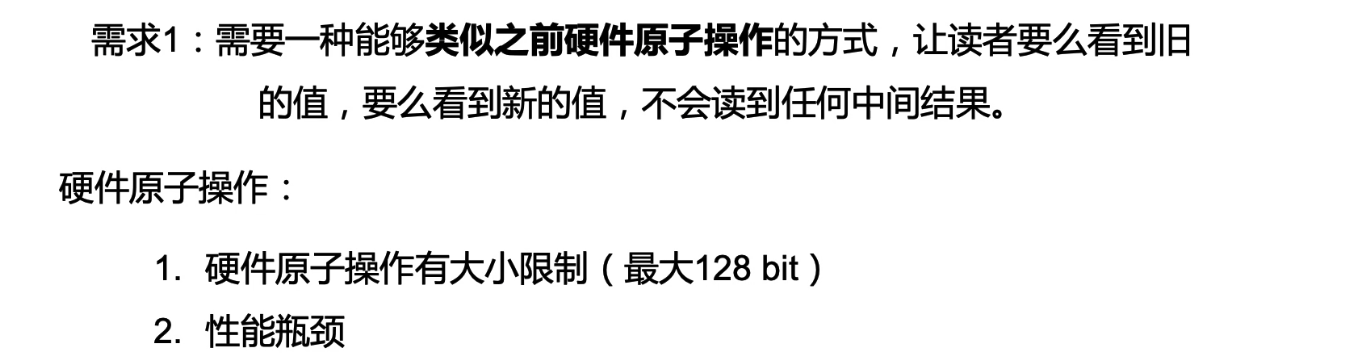 需求1：需要一种能够类似之前硬件原子操作的方式，让读者要么看到旧
的值，要么看到新的值，不会读到任何中间结果。
硬件原子操作：
1. 硬件原子操作有大小限制（最大128 bit）
2. 性能瓶颈